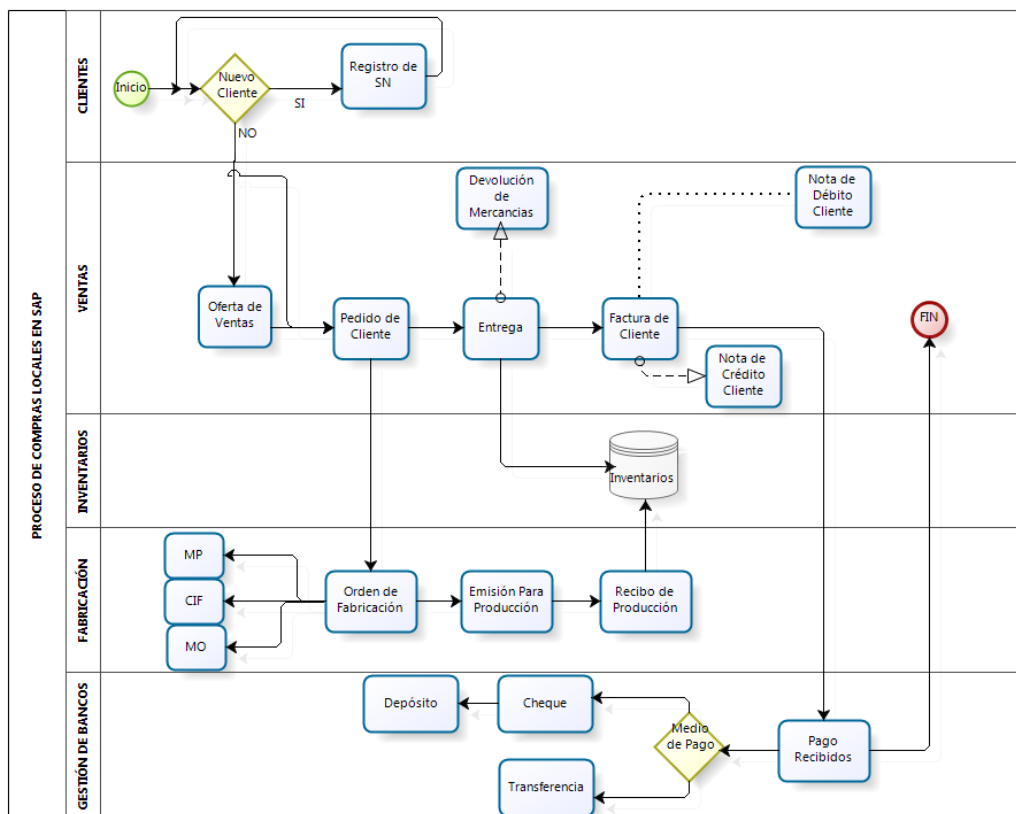 PROCESO DE COMPRAS LOCALES EN SAP
CLIENTES
Inicio
Nuevo
Cliente
SI
NO
Registro de
SN
VENTAS
Devolución
de
Mercancias
Nota de
Débito
Cliente
Oferta de
Ventas
Pedido de
Cliente
Entrega
Factura de
Cliente
FIN
Nota de
Crédito
Cliente
INVENTARIOS
Inventarios
FABRICACIÓN
MP
CIF
MO
Orden de
Fabricación
Emisión Para
Producción
Recibo de
Producción
GESTIÓN DE BANCOS
Depósito
Cheque
Medio
de Pago
Pago
Recibidos
Transferencia